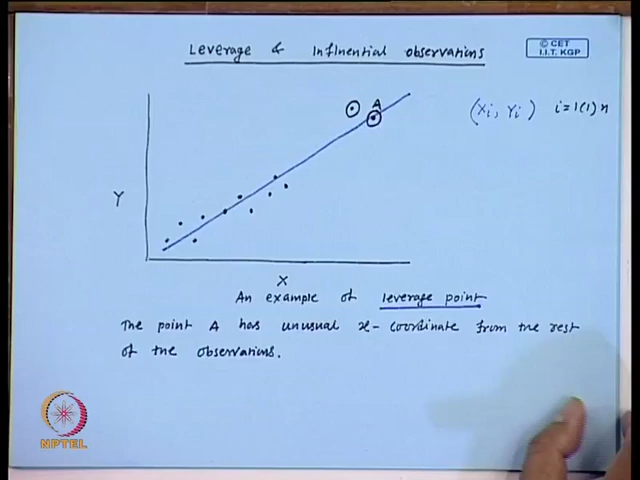 Leverage & Influential observations
© CET
I.I.T. KGP
A
(Xi, Yi) i=1(1)n
Y
X
An example of leverage point
The point A has unusual x-coordinate from the rest
of the observations.
NPTEL